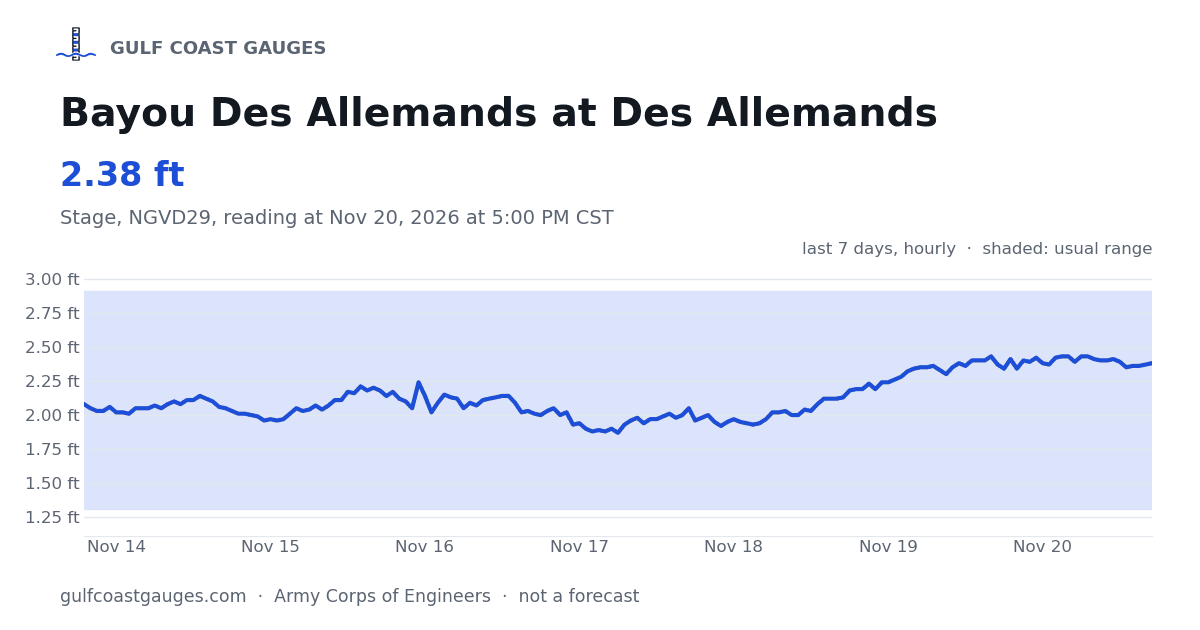 GULF COAST GAUGES
Bayou Des Allemands at Des Allemands
2.38 ft
Stage, NGVD29, reading at Nov 20, 2026 at 5:00 PM CST
last 7 days, hourly · shaded: usual range
3.00 ft
2.75 ft
2.50 ft
2.25 ft
2.00 ft
1.75 ft
1.50 ft
1.25 ft
Nov 14 Nov 15 Nov 16 Nov 17 Nov 18 Nov 19 Nov 20
gulfcoastgauges.com · Army Corps of Engineers · not a forecast